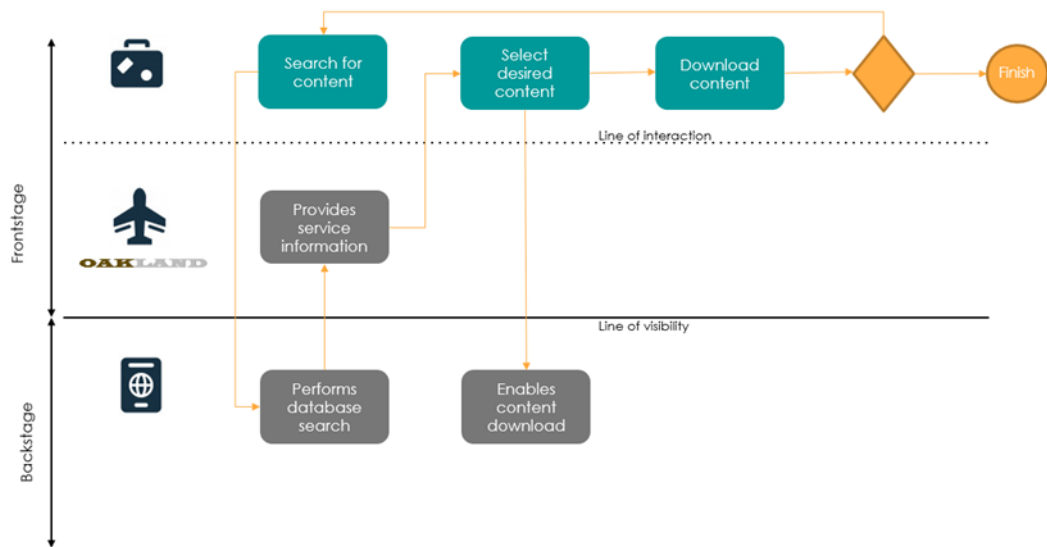 Search for
content
Select
desired
content
Download
content
Finish
Line of interaction
Frontstage
Provides
service
information
OAKLAND
Line of visibility
Backstage
Performs
database
search
Enables
content
download